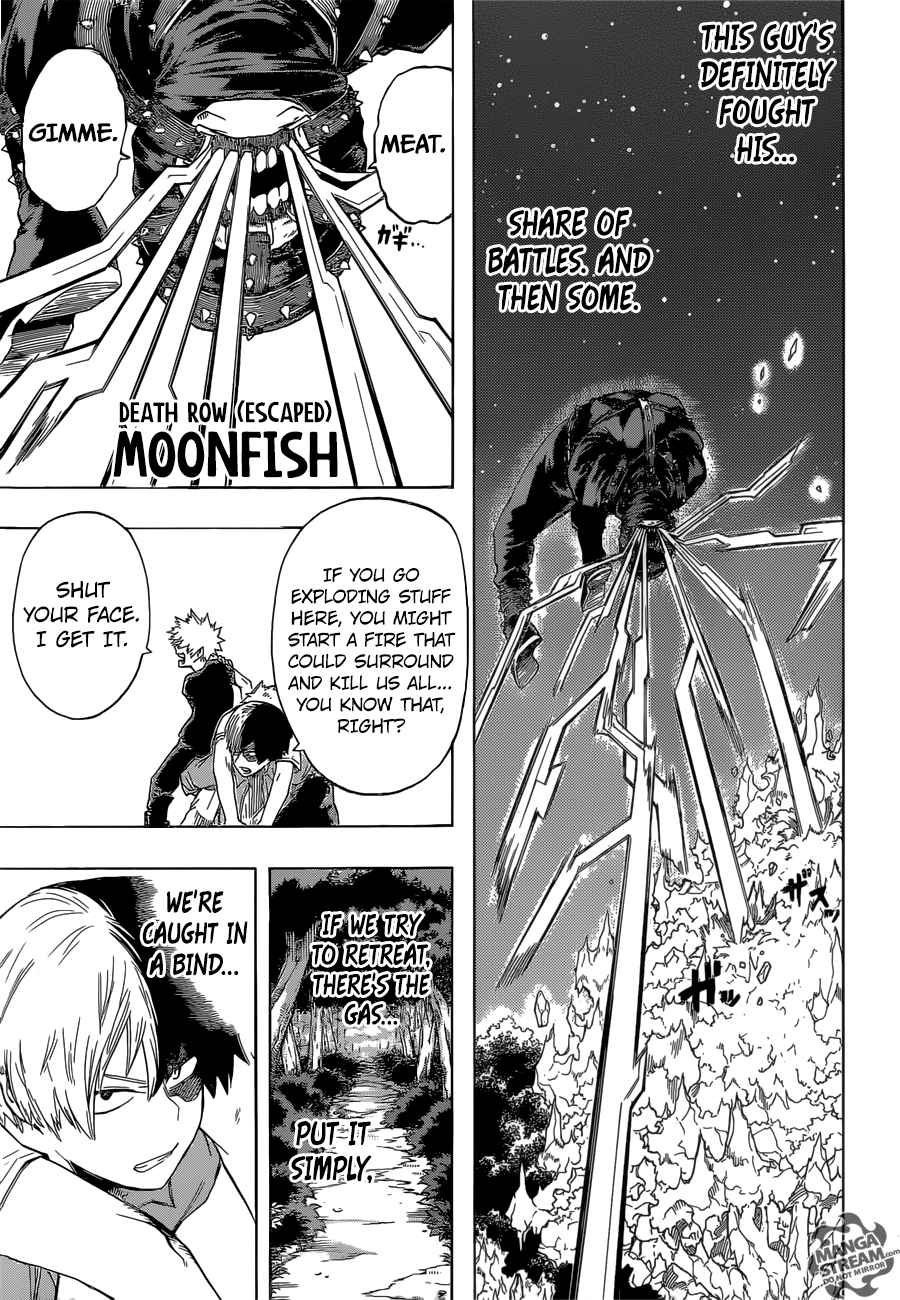 THIS GUY'S
DEFINITELY
FOUGHT
HIS...
SHARE OF
BATTLES. AND
THEN SOME.
ザスッ
ザッ
MEAT.
GIMME.
ガギ...
DEATH ROW (ESCAPED)
MOONFISH
IF YOU GO
EXPLODING STUFF
HERE, YOU MIGHT
START A FIRE THAT
COULD SURROUND
AND KILL US ALL...
YOU KNOW THAT,
RIGHT?
SHUT
YOUR FACE.
I GET IT.
IF WE TRY
TO RETREAT,
THERE'S THE
GAS...
PUT IT
SIMPLY,
WE'RE
CAUGHT IN
A BIND...
MANGA
STREAM.com
DO NOT MIRROR!